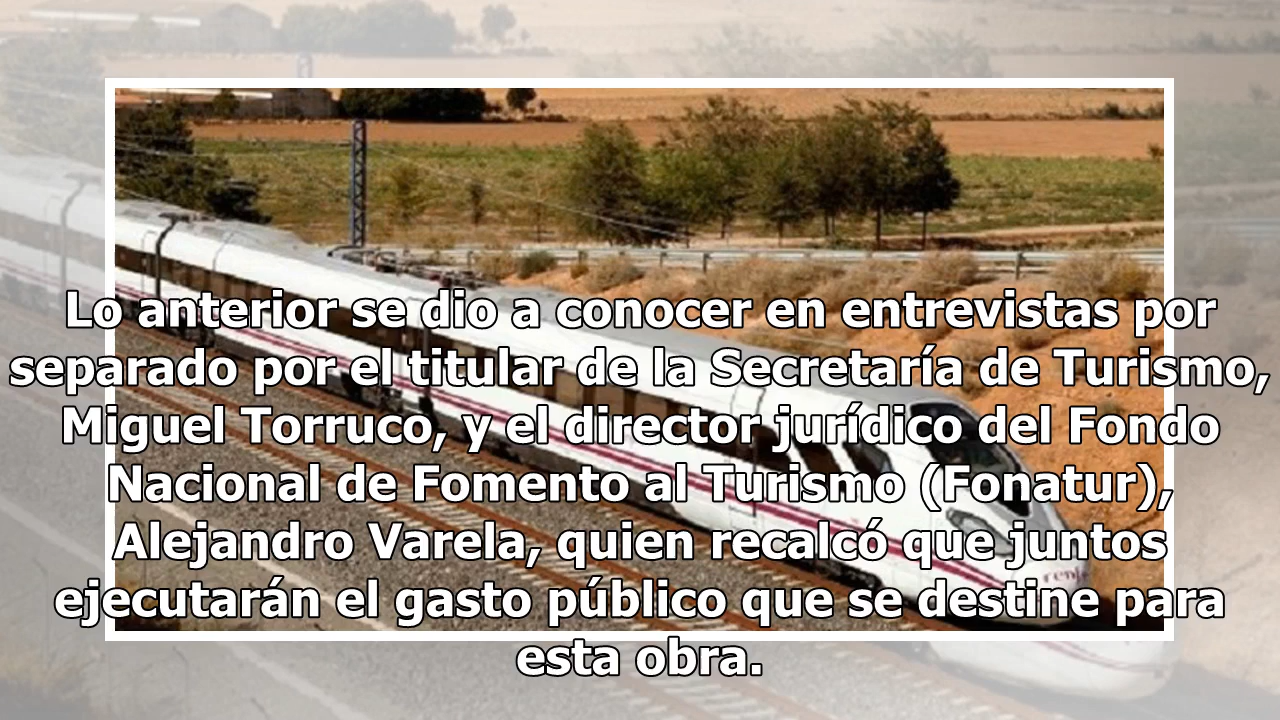 Lo anterior se dio a conocer en entrevistas por
separado por el titular de la Secretaría de Turismo,
Miguel Torruco, y el director jurídico del Fondo
Nacional de Fomento al Turismo (Fonatur),
Alejandro Varela, quien recalcó que juntos
ejecutarán el gasto público que se destine para
esta obra.
renfe